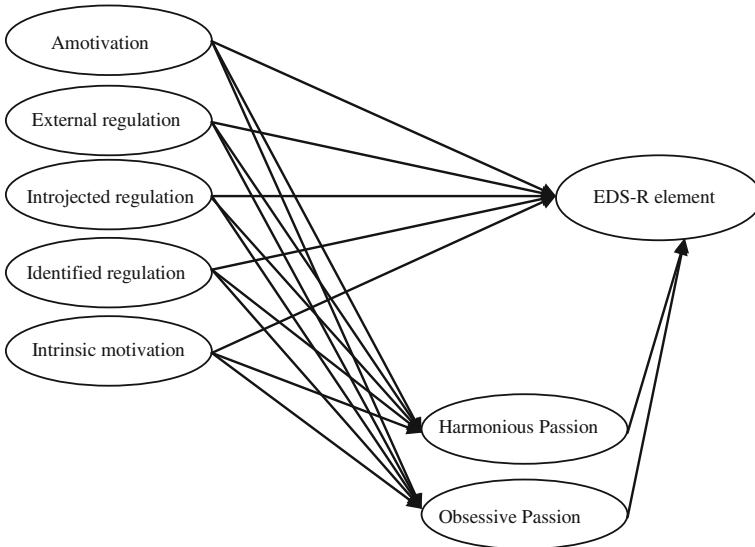 Amotivation
External regulation
Introjected regulation
EDS-R element
Identified regulation
Intrinsic motivation
Harmonious Passion
Obsessive Passion